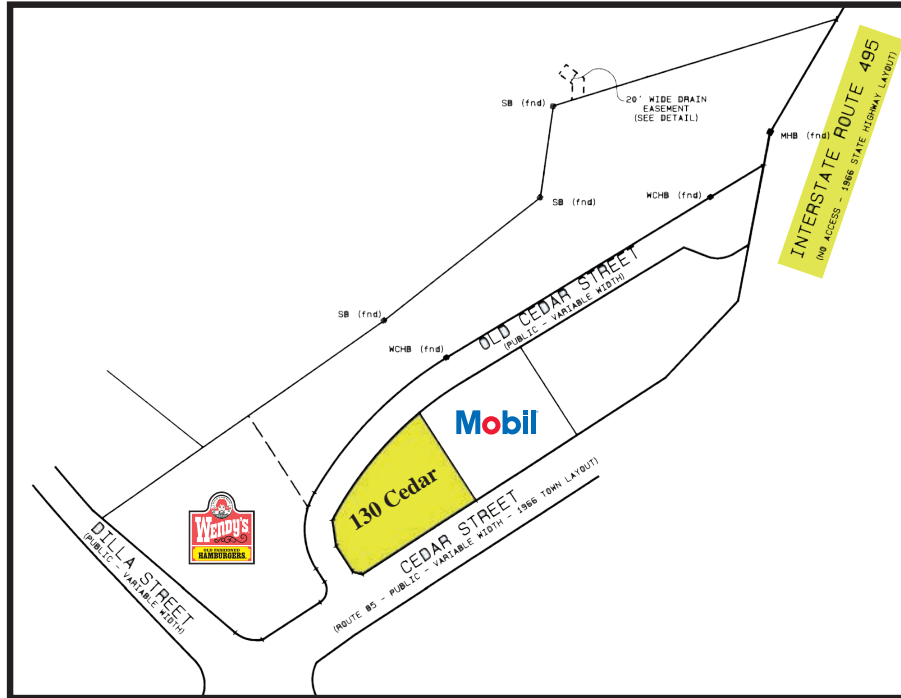 INTERSTATE ROUTE 495
(NO ACCESS - 1966 STATE HIGHWAY LAYOUT)
SB (fnd)
20' WIDE DRAIN
EASEMENT
(SEE DETAIL)
MHB (fnd)
SB (fnd)
WCHB (fnd)
OLD CEDAR STREET
(PUBLIC - VARIABLE WIDTH)
SB (fnd)
WCHB (fnd)
Mobil
130 Cedar
WENDY'S
OLD FASHIONED
HAMBURGERS.
CEDAR STREET
(ROUTE 85 - PUBLIC - VARIABLE WIDTH - 1966 TOWN LAYOUT)
DILLA STREET
(PUBLIC - VARIABLE WIDTH)